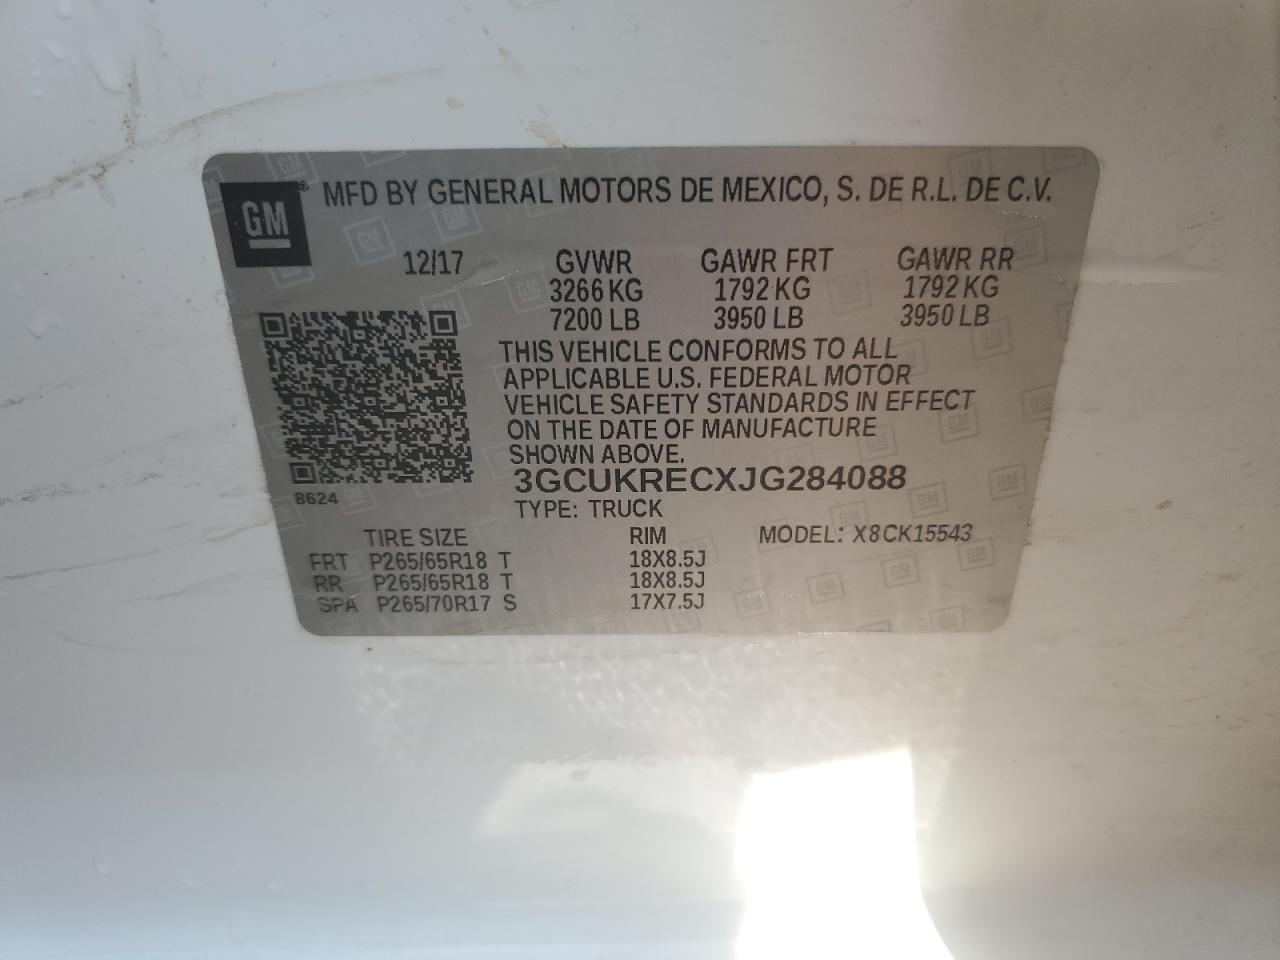 GM® MFD BY GENERAL MOTORS DE MEXICO, S. DE R.L. DE C.V.
12/17 GVWR GAWR FRT GAWR RR
3266 KG 1792 KG 1792 KG
7200 LB 3950 LB 3950 LB
THIS VEHICLE CONFORMS TO ALL
APPLICABLE U.S. FEDERAL MOTOR
VEHICLE SAFETY STANDARDS IN EFFECT
ON THE DATE OF MANUFACTURE
SHOWN ABOVE.
3GCUKRECXJG284088
8624
TYPE: TRUCK
TIRE SIZE RIM MODEL: X8CK15543
FRT P265/65R18 T 18X8.5J
RR P265/65R18 T 18X8.5J
SPA P265/70R17 S 17X7.5J